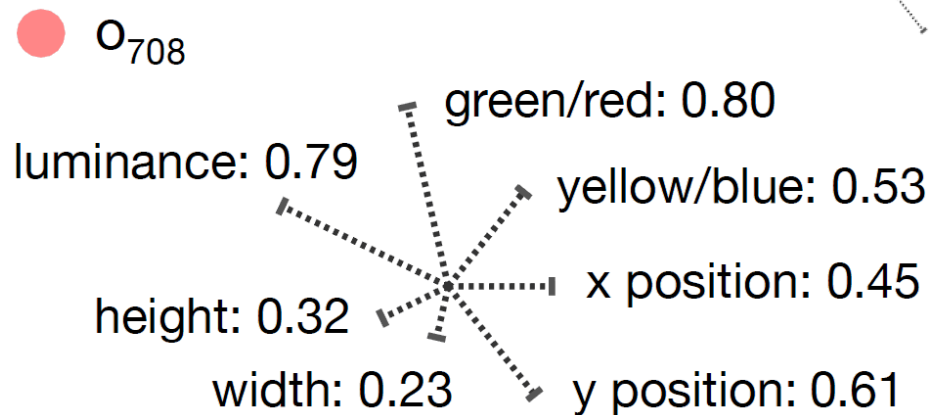 o₇₀₈
green/red: 0.80
luminance: 0.79
yellow/blue: 0.53
x position: 0.45
height: 0.32
width: 0.23
y position: 0.61